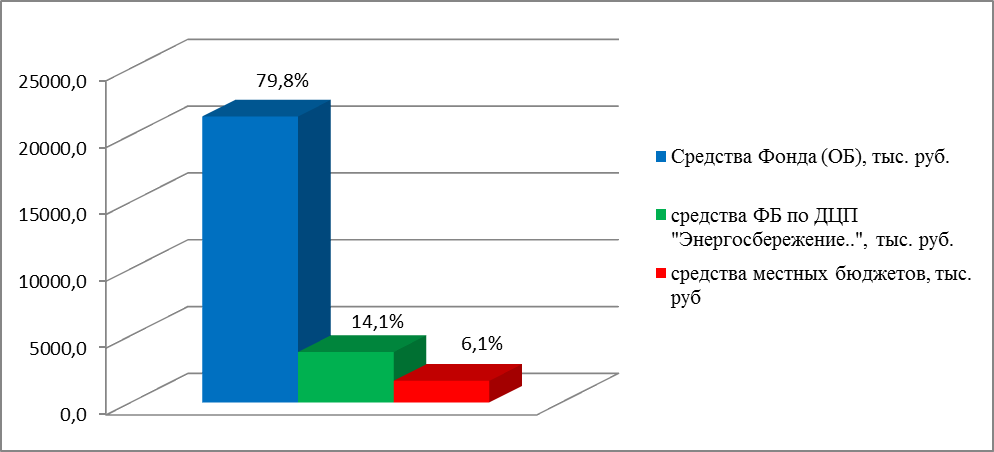 79,8%
25000,0
20000,0
15000,0
10000,0
5000,0
0,0
14,1%
6,1%
Средства Фонда (ОБ), тыс. руб.
средства ФБ по ДЦП
"Энергосбережение..", тыс. руб.
средства местных бюджетов, тыс.
руб